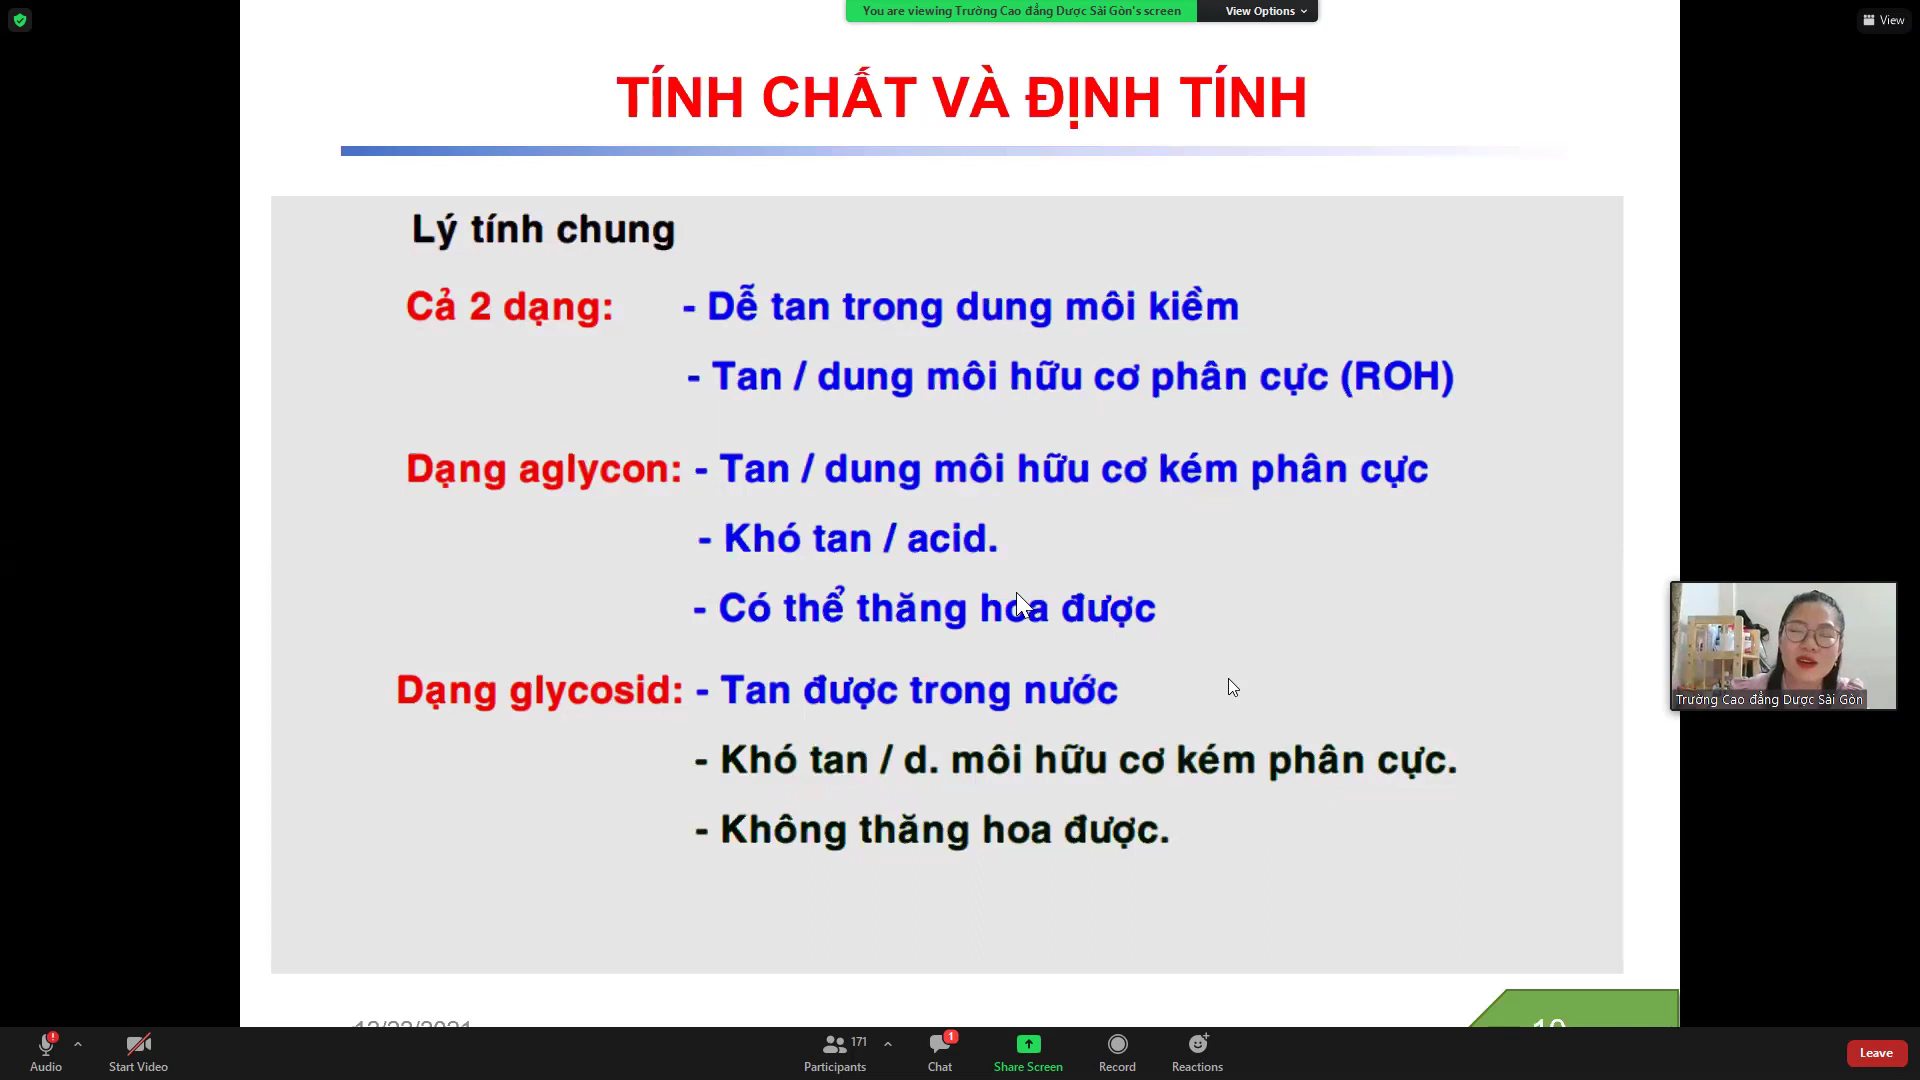 You are viewing Trường Cao đẳng Dược Sài Gòn's screen
View Options
View
TÍNH CHẤT VÀ ĐỊNH TÍNH
Lý tính chung
Cả 2 dạng: - Dễ tan trong dung môi kiềm
- Tan / dung môi hữu cơ phân cực (ROH)
Dạng aglycon: - Tan / dung môi hữu cơ kém phân cực
- Khó tan / acid.
- Có thể thăng hoa được
Dạng glycosid: - Tan được trong nước
- Khó tan / d. môi hữu cơ kém phân cực.
- Không thăng hoa được.
Trường Cao đẳng Dược Sài Gòn
Audio
Start Video
Participants
171
Chat
1
Share Screen
Record
Reactions
Leave